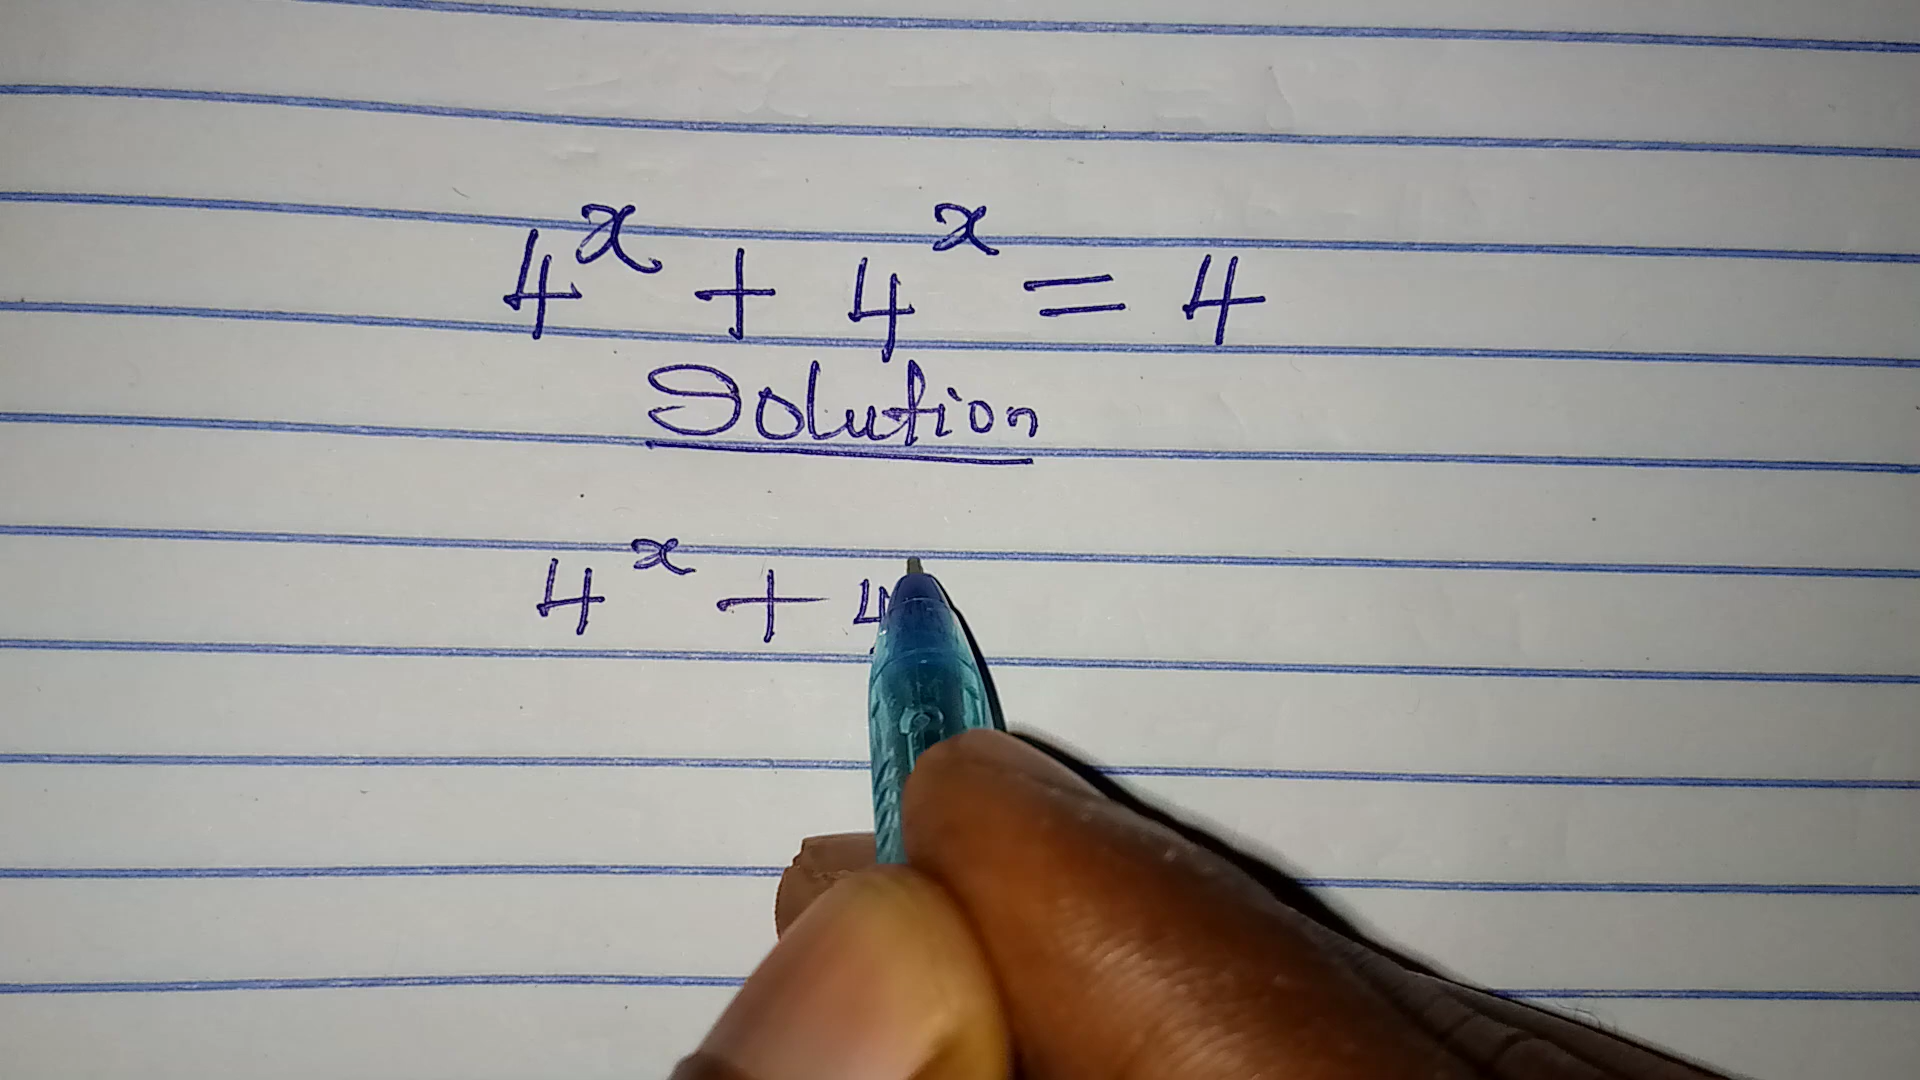 4^x + 4^x = 4
Solution
4^x + 4